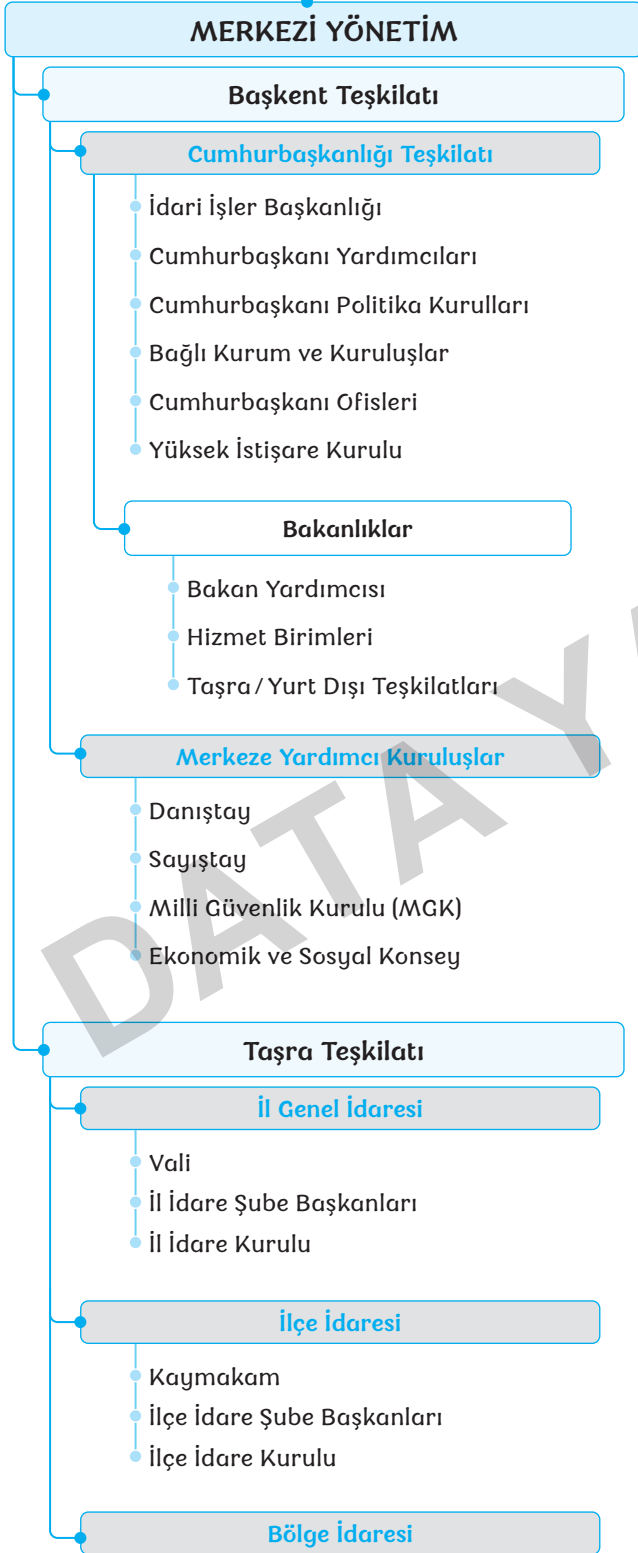 MERKEZİ YÖNETİM
Başkent Teşkilatı
Cumhurbaşkanlığı Teşkilatı
İdari İşler Başkanlığı
Cumhurbaşkanı Yardımcıları
Cumhurbaşkanı Politika Kurulları
Bağlı Kurum ve Kuruluşlar
Cumhurbaşkanı Ofisleri
Yüksek İstişare Kurulu
Bakanlıklar
Bakan Yardımcısı
Hizmet Birimleri
Taşra / Yurt Dışı Teşkilatları
Merkeze Yardımcı Kuruluşlar
Danıştay
Sayıştay
Milli Güvenlik Kurulu (MGK)
Ekonomik ve Sosyal Konsey
Taşra Teşkilatı
İl Genel İdaresi
Vali
İl İdare Şube Başkanları
İl İdare Kurulu
İlçe İdaresi
Kaymakam
İlçe İdare Şube Başkanları
İlçe İdare Kurulu
Bölge İdaresi
DATA